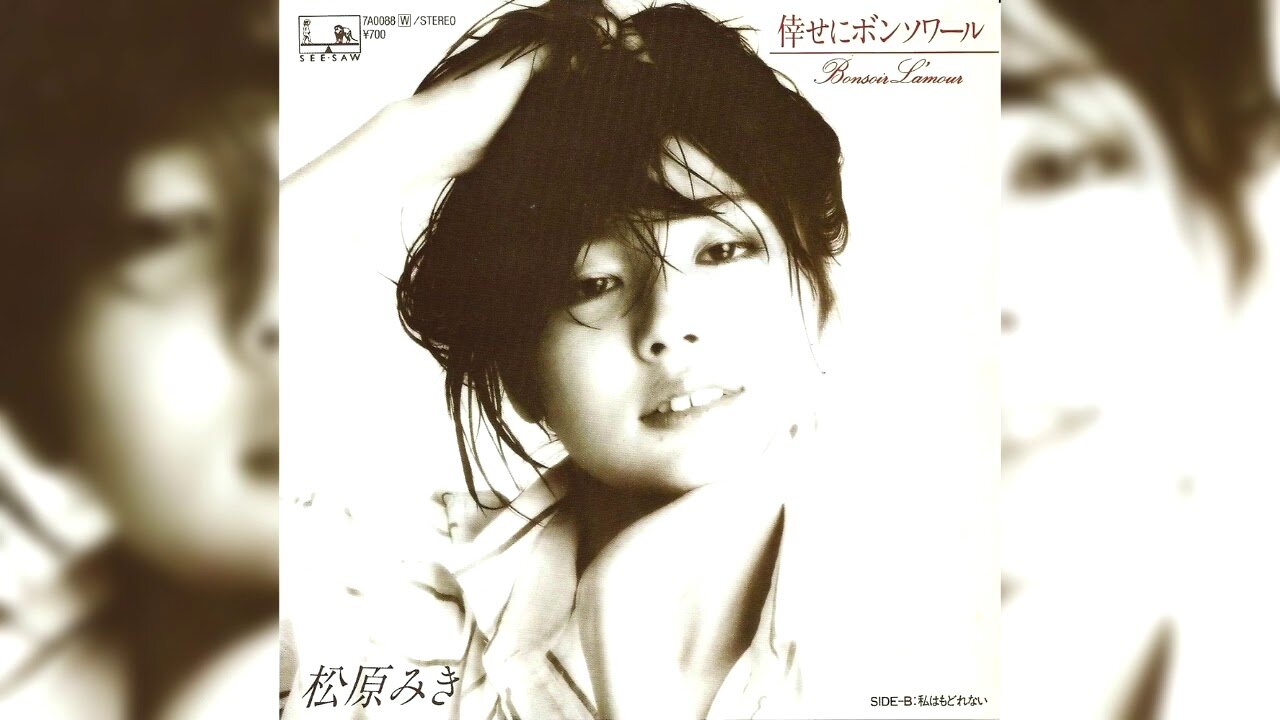 7A0088 W /STEREO
¥700
SEE·SAW
倖せにボンソワール
Bonsoir L'amour
松原みき
SIDE-B:私はもどれない